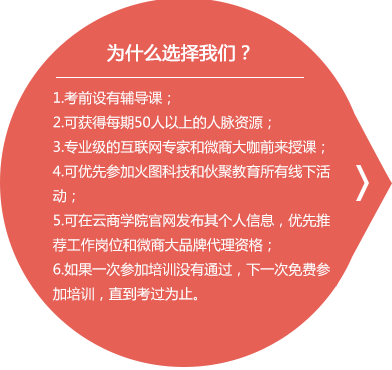 为什么选择我们？
1.考前设有辅导课；
2.可获得每期50人以上的人脉资源；
3.专业级的互联网专家和微商大咖前来授课；
4.可优先参加火图科技和伙聚教育所有线下活
动；
5.可在云商学院官网发布其个人信息，优先推
荐工作岗位和微商大品牌代理资格；
6.如果一次参加培训没有通过，下一次免费参
加培训，直到考过为止。